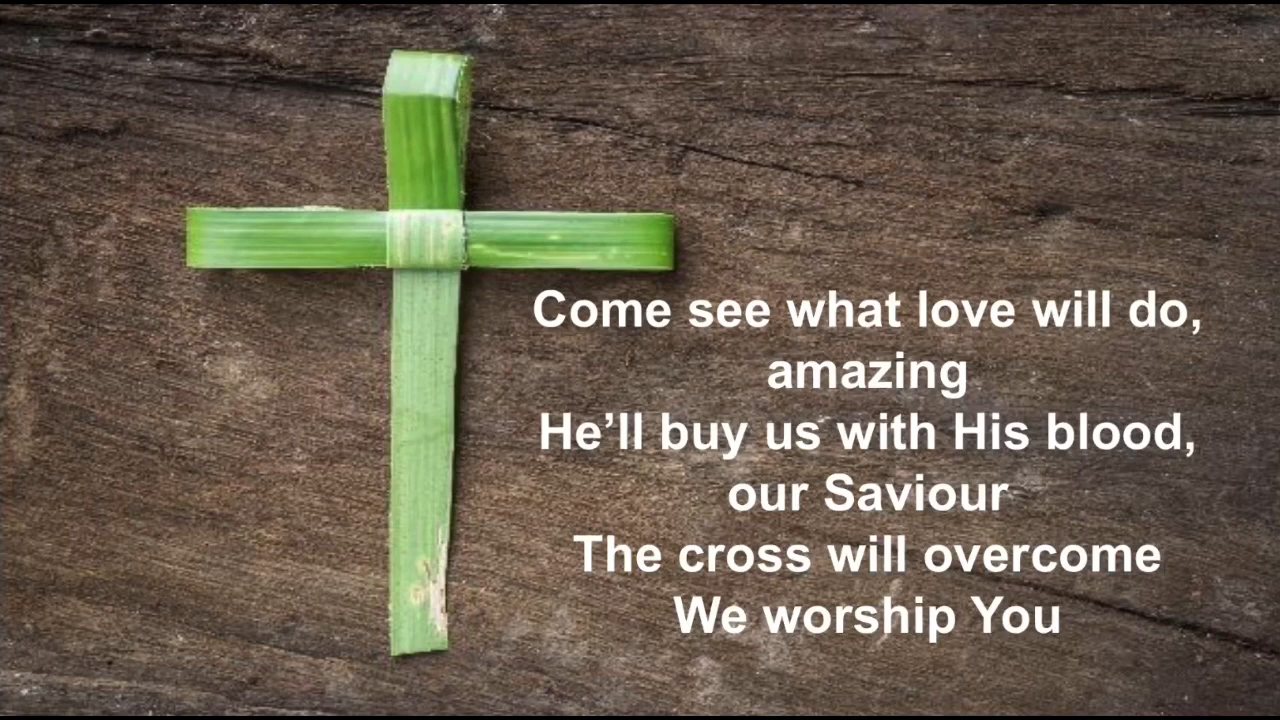 Come see what love will do,
amazing
He’ll buy us with His blood,
our Saviour
The cross will overcome
We worship You